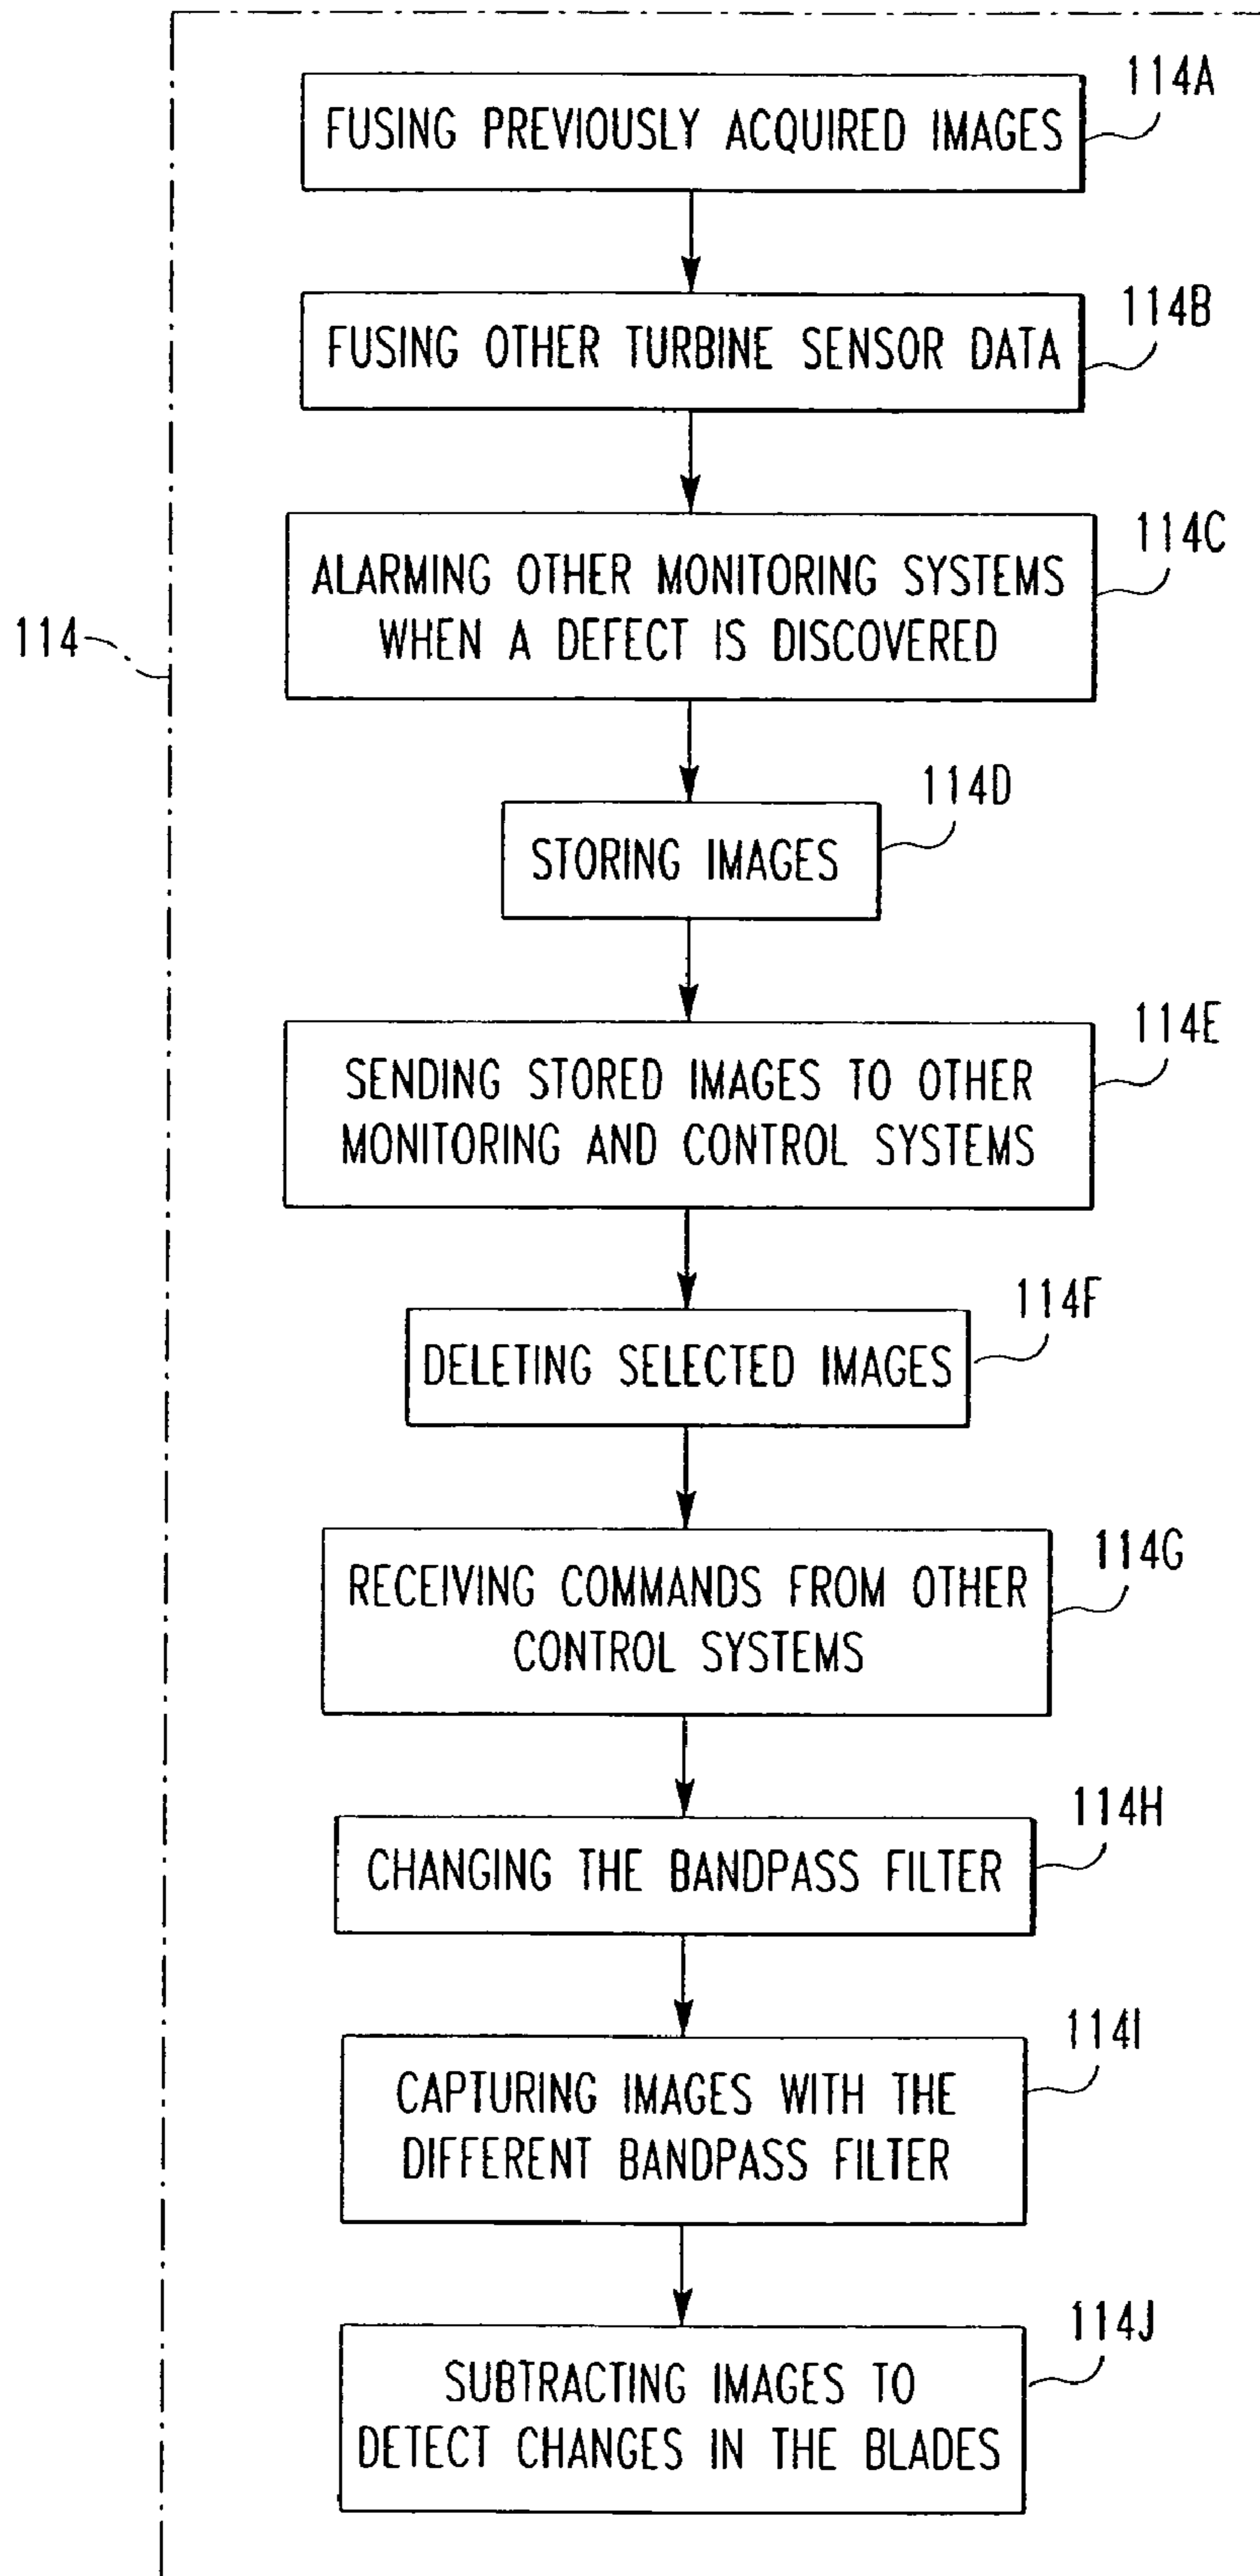 114A
FUSING PREVIOUSLY ACQUIRED IMAGES
114B
FUSING OTHER TURBINE SENSOR DATA
114C
ALARMING OTHER MONITORING SYSTEMS
WHEN A DEFECT IS DISCOVERED
114
114D
STORING IMAGES
114E
SENDING STORED IMAGES TO OTHER
MONITORING AND CONTROL SYSTEMS
114F
DELETING SELECTED IMAGES
114G
RECEIVING COMMANDS FROM OTHER
CONTROL SYSTEMS
114H
CHANGING THE BANDPASS FILTER
114I
CAPTURING IMAGES WITH THE
DIFFERENT BANDPASS FILTER
114J
SUBTRACTING IMAGES TO
DETECT CHANGES IN THE BLADES